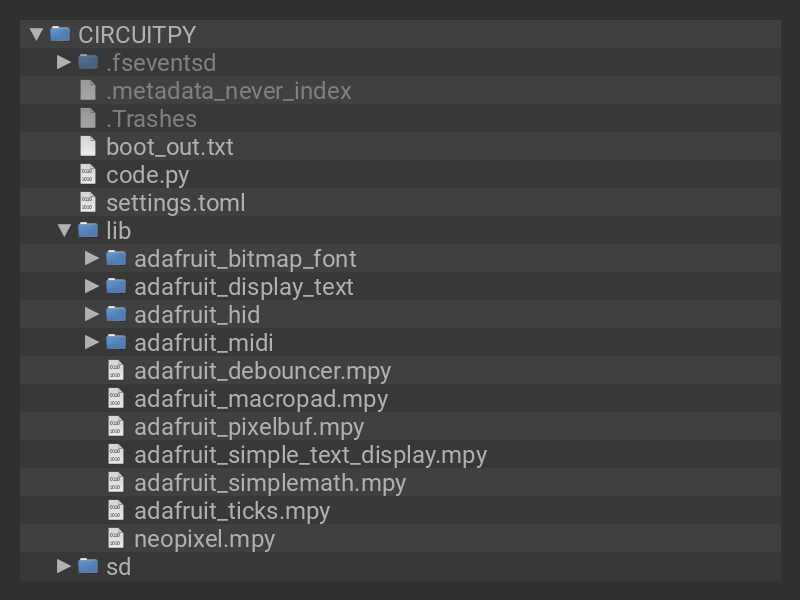 CIRCUITPY
.fseventsd
.metadata_never_index
.Trashes
boot_out.txt
code.py
settings.toml
lib
adafruit_bitmap_font
adafruit_display_text
adafruit_hid
adafruit_midi
adafruit_debouncer.mpy
adafruit_macropad.mpy
adafruit_pixelbuf.mpy
adafruit_simple_text_display.mpy
adafruit_simplemath.mpy
adafruit_ticks.mpy
neopixel.mpy
sd